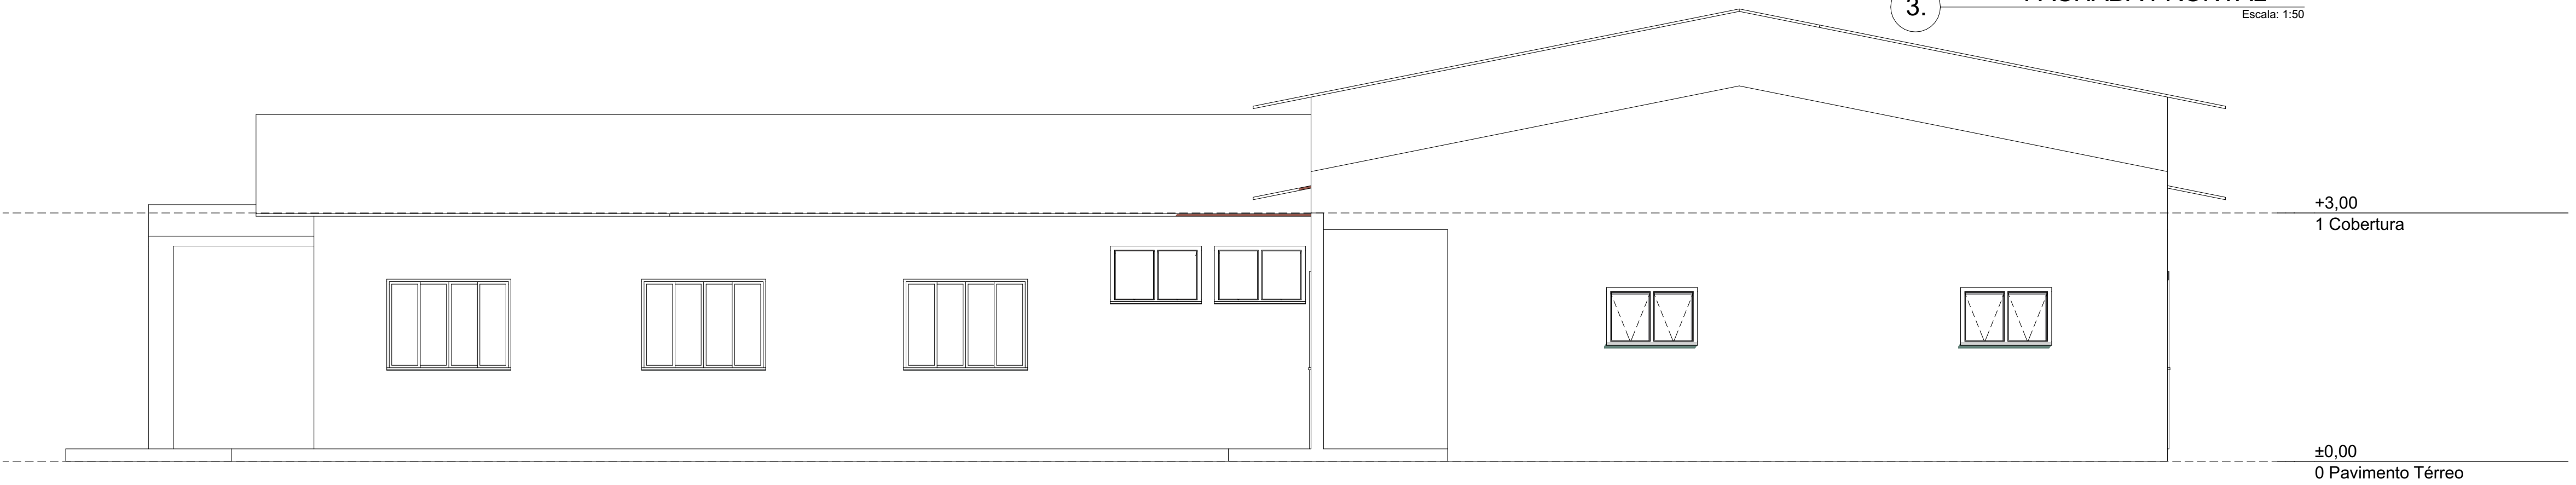 3.
Escala: 1:50
+3,00
1 Cobertura
±0,00
0 Pavimento Térreo